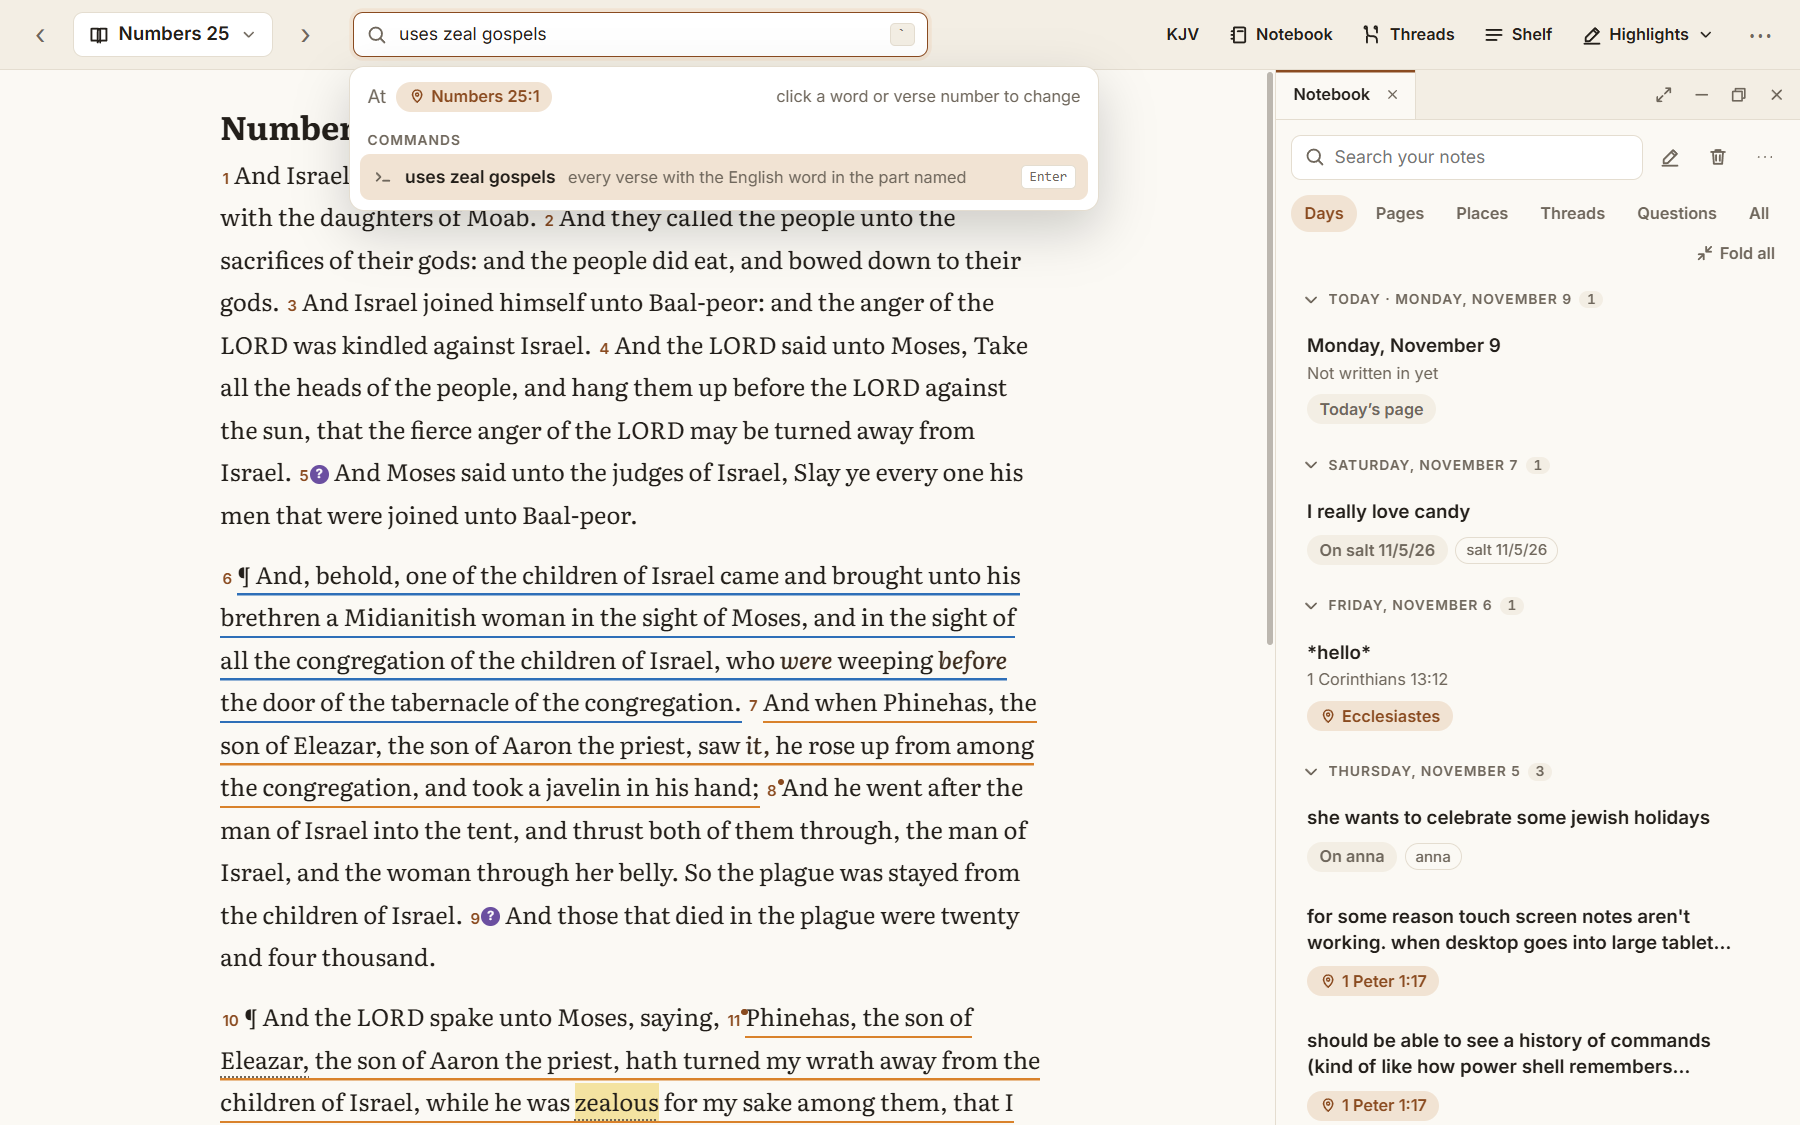 Numbers 25
uses zeal gospels
`
KJV
Notebook
Threads
Shelf
Highlights
At Numbers 25:1 click a word or verse number to change
COMMANDS
uses zeal gospels every verse with the English word in the part named Enter
Number
1 And Israel
with the daughters of Moab. 2 And they called the people unto the
sacrifices of their gods: and the people did eat, and bowed down to their
gods. 3 And Israel joined himself unto Baal-peor: and the anger of the
LORD was kindled against Israel. 4 And the LORD said unto Moses, Take
all the heads of the people, and hang them up before the LORD against
the sun, that the fierce anger of the LORD may be turned away from
Israel. 5? And Moses said unto the judges of Israel, Slay ye every one his
men that were joined unto Baal-peor.
6 ¶ And, behold, one of the children of Israel came and brought unto his
brethren a Midianitish woman in the sight of Moses, and in the sight of
all the congregation of the children of Israel, who were weeping before
the door of the tabernacle of the congregation. 7 And when Phinehas, the
son of Eleazar, the son of Aaron the priest, saw it, he rose up from among
the congregation, and took a javelin in his hand; 8 And he went after the
man of Israel into the tent, and thrust both of them through, the man of
Israel, and the woman through her belly. So the plague was stayed from
the children of Israel. 9? And those that died in the plague were twenty
and four thousand.
10 ¶ And the LORD spake unto Moses, saying, 11 Phinehas, the son of
Eleazar, the son of Aaron the priest, hath turned my wrath away from the
children of Israel, while he was zealous for my sake among them, that I
Notebook
Search your notes
Days Pages Places Threads Questions All
Fold all
TODAY · MONDAY, NOVEMBER 9 1
Monday, November 9
Not written in yet
Today's page
SATURDAY, NOVEMBER 7 1
I really love candy
On salt 11/5/26 salt 11/5/26
FRIDAY, NOVEMBER 6 1
*hello*
1 Corinthians 13:12
Ecclesiastes
THURSDAY, NOVEMBER 5 3
she wants to celebrate some jewish holidays
On anna anna
for some reason touch screen notes aren't
working. when desktop goes into large tablet...
1 Peter 1:17
should be able to see a history of commands
(kind of like how power shell remembers...
1 Peter 1:17